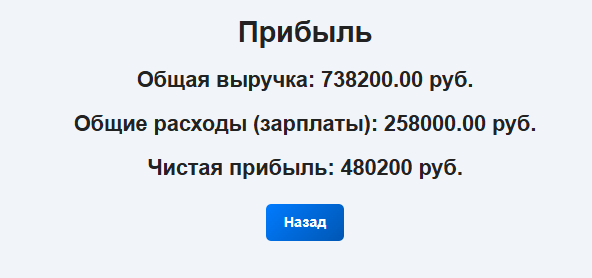 Прибыль
Общая выручка: 738200.00 руб.
Общие расходы (зарплаты): 258000.00 руб.
Чистая прибыль: 480200 руб.
Назад